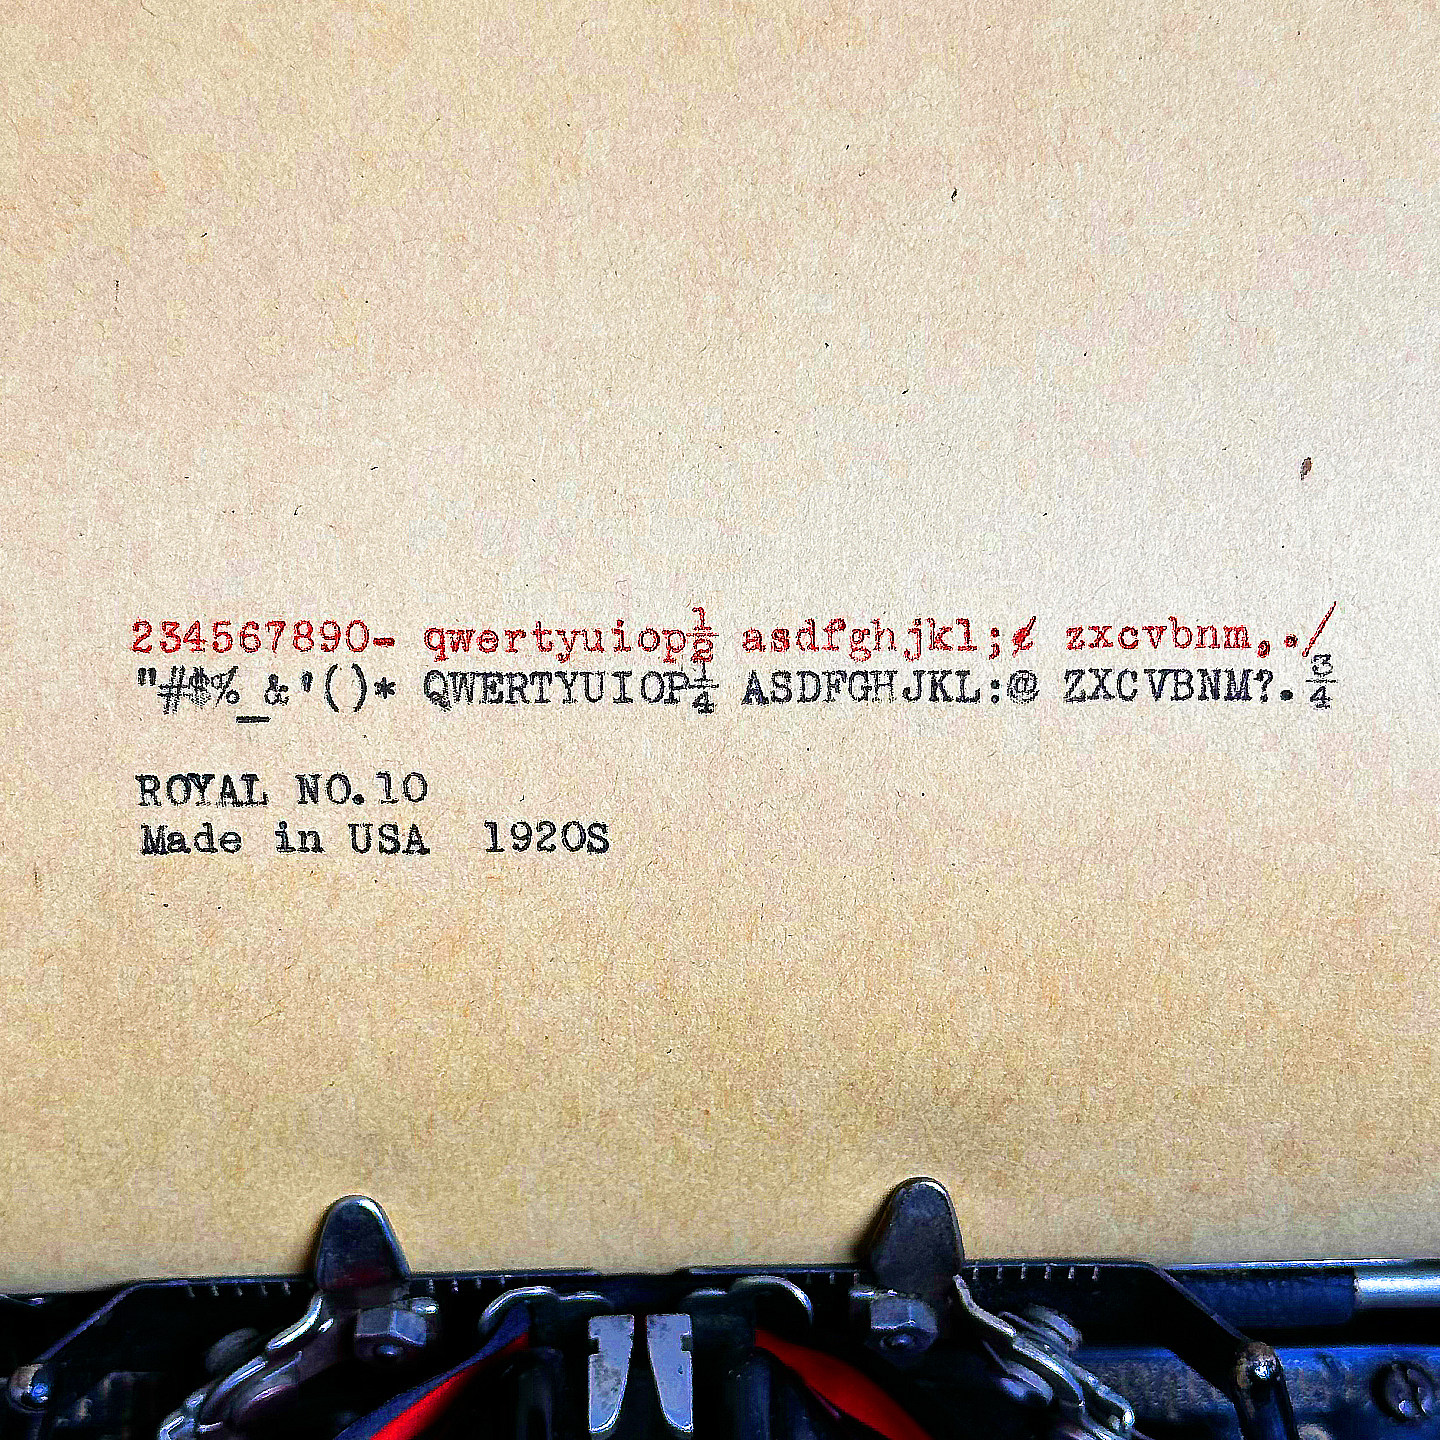 234567890- qwertyuiop½ asdfghjkl;¢ zxcvbnm,./
"#$%_&'()* QWERTYUIOP¼ ASDFGHJKL:@ ZXCVBNM?.¾
ROYAL NO.10
Made in USA  1920S